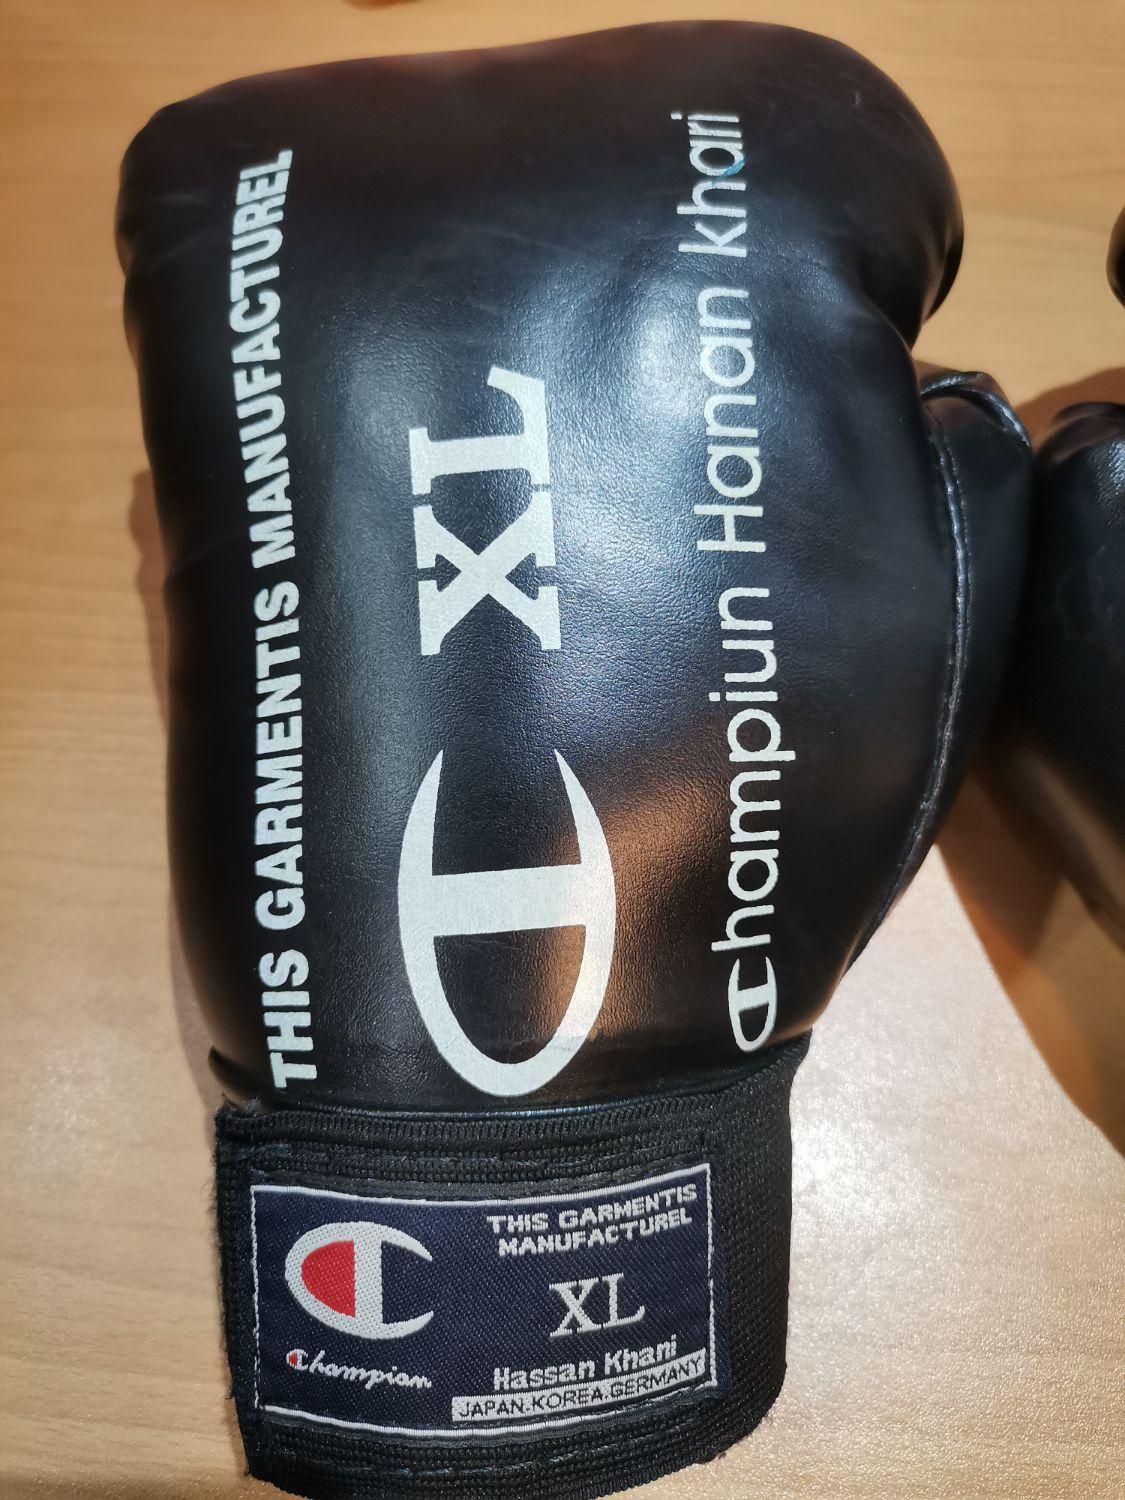 THIS GARMENTIS MANUFACTUREL
XL
Champiun Hanan khari
THIS GARMENTIS
MANUFACTUREL
XL
Champion
Hassan Khani
JAPAN.KOREA.GERMANY